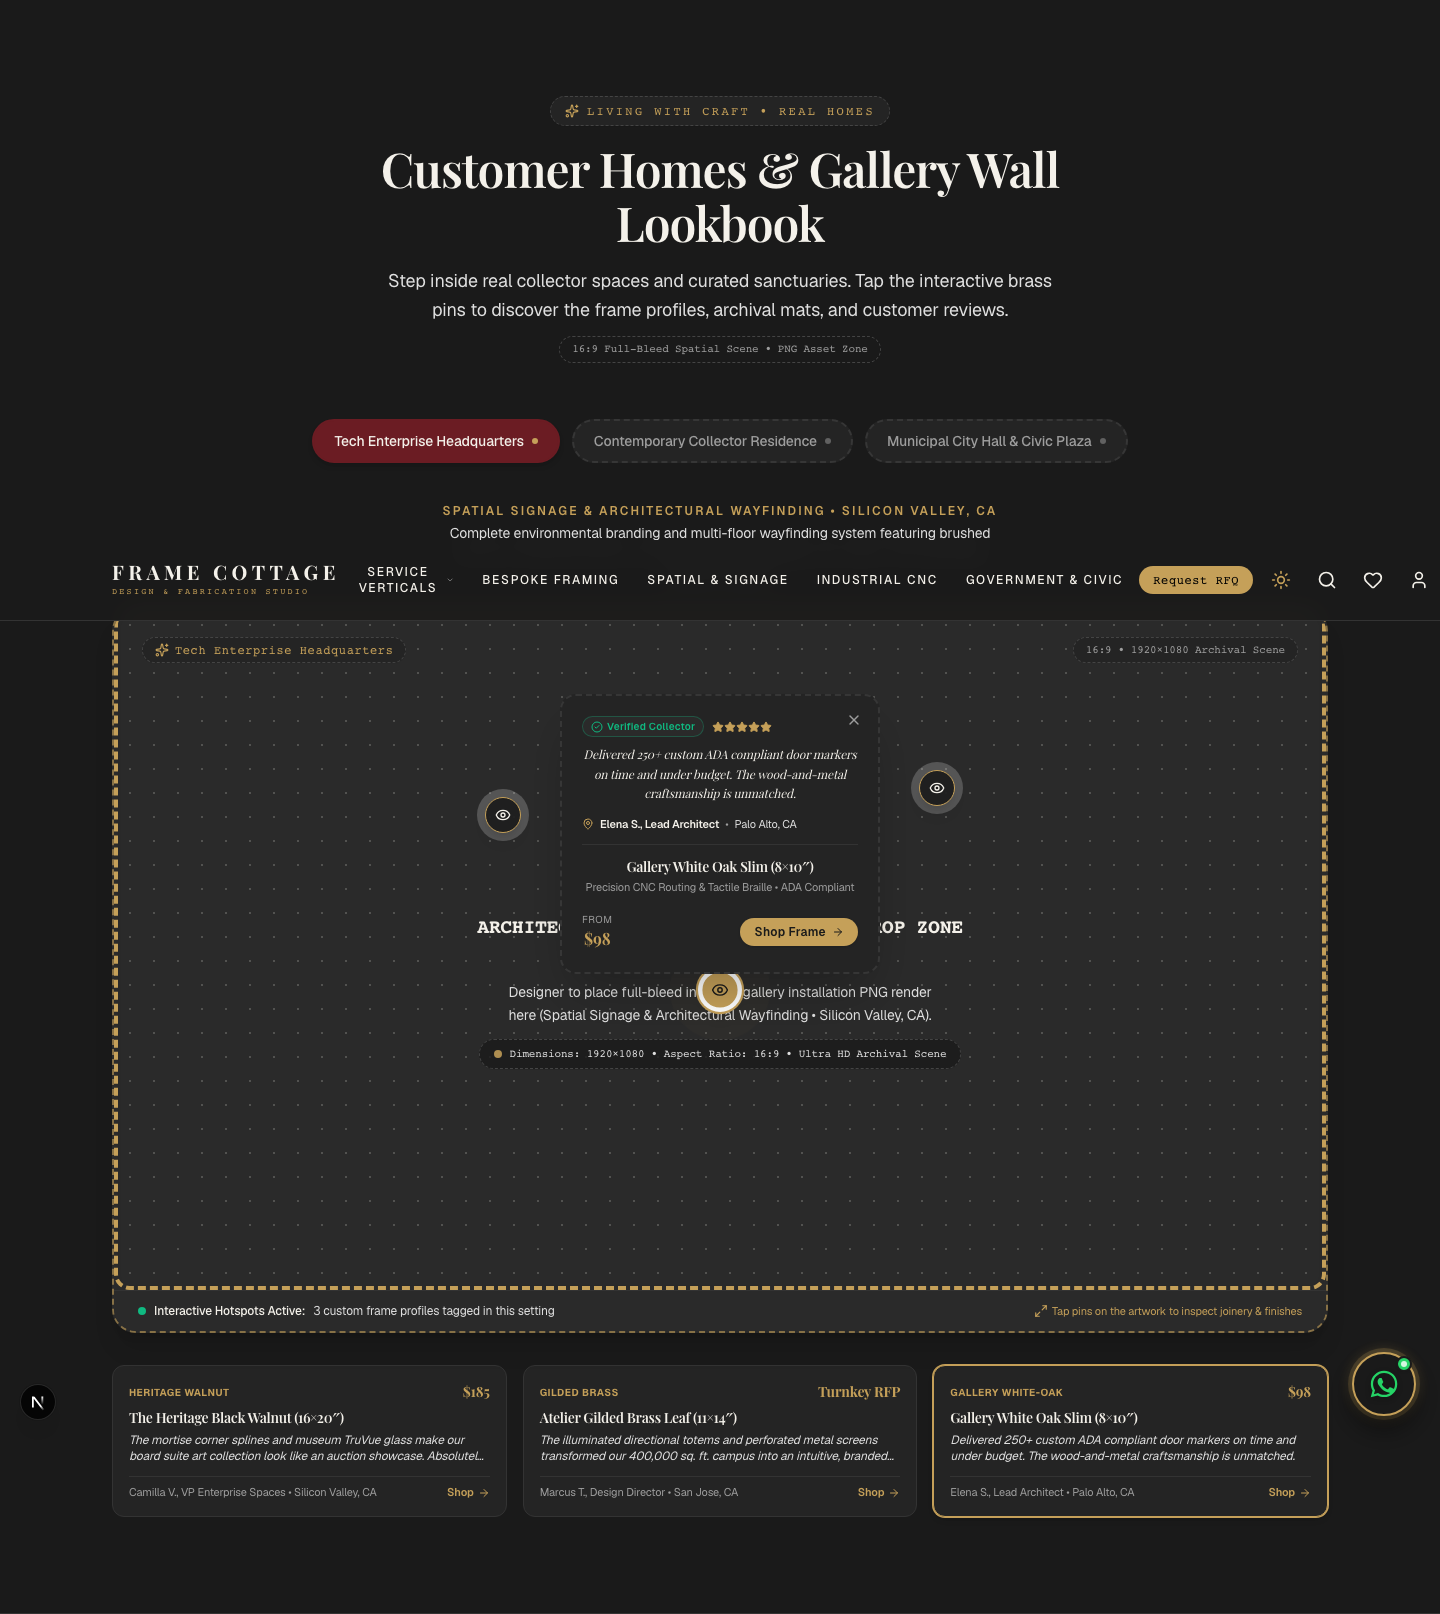 LIVING WITH CRAFT • REAL HOMES
Customer Homes & Gallery Wall
Lookbook
Step inside real collector spaces and curated sanctuaries. Tap the interactive brass
pins to discover the frame profiles, archival mats, and customer reviews.
16:9 Full-Bleed Spatial Scene • PNG Asset Zone
Tech Enterprise Headquarters
Contemporary Collector Residence
Municipal City Hall & Civic Plaza
SPATIAL SIGNAGE & ARCHITECTURAL WAYFINDING • SILICON VALLEY, CA
Complete environmental branding and multi-floor wayfinding system featuring brushed
FRAME COTTAGE
DESIGN & FABRICATION STUDIO
SERVICE
VERTICALS
BESPOKE FRAMING
SPATIAL & SIGNAGE
INDUSTRIAL CNC
GOVERNMENT & CIVIC
Request RFQ
Tech Enterprise Headquarters
16:9 • 1920×1080 Archival Scene
Verified Collector
Delivered 250+ custom ADA compliant door markers
on time and under budget. The wood-and-metal
craftsmanship is unmatched.
Elena S., Lead Architect • Palo Alto, CA
Gallery White Oak Slim (8×10″)
Precision CNC Routing & Tactile Braille • ADA Compliant
FROM
$98
Shop Frame
ZONE
Designer to place full-bleed gallery installation PNG render
here (Spatial Signage & Architectural Wayfinding • Silicon Valley, CA).
Dimensions: 1920×1080 • Aspect Ratio: 16:9 • Ultra HD Archival Scene
Interactive Hotspots Active: 3 custom frame profiles tagged in this setting
Tap pins on the artwork to inspect joinery & finishes
HERITAGE WALNUT
$185
The Heritage Black Walnut (16×20″)
The mortise corner splines and museum TruVue glass make our
board suite art collection look like an auction showcase. Absolutel…
Camilla V., VP Enterprise Spaces • Silicon Valley, CA
Shop
GILDED BRASS
Turnkey RFP
Atelier Gilded Brass Leaf (11×14″)
The illuminated directional totems and perforated metal screens
transformed our 400,000 sq. ft. campus into an intuitive, branded…
Marcus T., Design Director • San Jose, CA
Shop
GALLERY WHITE-OAK
$98
Gallery White Oak Slim (8×10″)
Delivered 250+ custom ADA compliant door markers on time and
under budget. The wood-and-metal craftsmanship is unmatched.
Elena S., Lead Architect • Palo Alto, CA
Shop
N